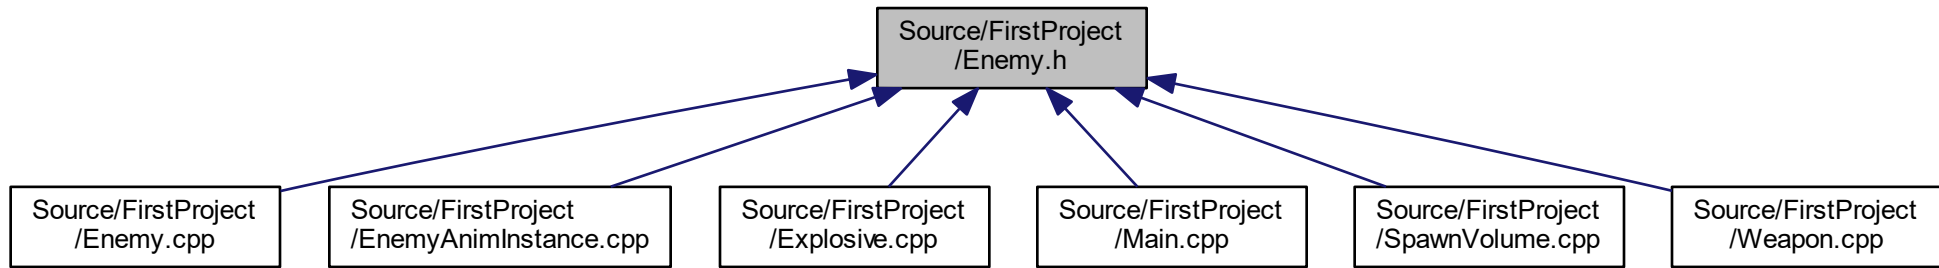 Source/FirstProject
/Enemy.h
Source/FirstProject
/Enemy.cpp
Source/FirstProject
/EnemyAnimInstance.cpp
Source/FirstProject
/Explosive.cpp
Source/FirstProject
/Main.cpp
Source/FirstProject
/SpawnVolume.cpp
Source/FirstProject
/Weapon.cpp